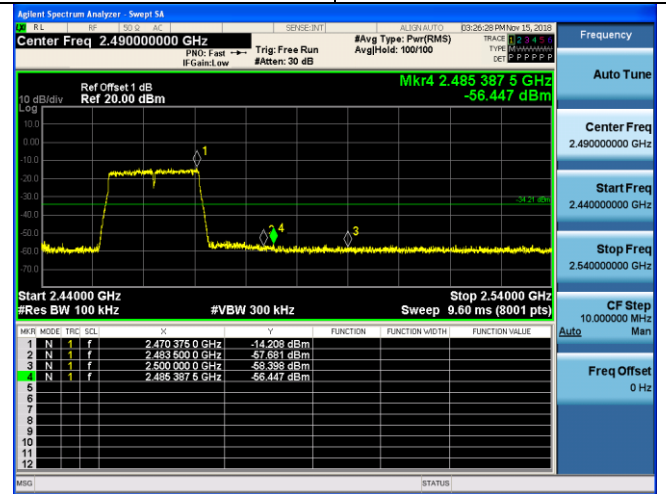 Agilent Spectrum Analyzer - Swept SA
RL RF 50 Ω AC SENSE:INT ALIGN AUTO 03:26:28 PM Nov 15, 2018
Center Freq 2.490000000 GHz
PNO: Fast
IFGain:Low
Trig: Free Run
#Atten: 30 dB
#Avg Type: Pwr(RMS)
Avg|Hold: 100/100
TRACE 1 2 3 4 5 6
TYPE M
DET P P P P P P
Frequency
Auto Tune
Center Freq
2.490000000 GHz
Start Freq
2.440000000 GHz
Stop Freq
2.540000000 GHz
CF Step
10.000000 MHz
Auto Man
Freq Offset
0 Hz
Mkr4 2.485 387 5 GHz
-56.447 dBm
Ref Offset 1 dB
10 dB/div Ref 20.00 dBm
Log
10.0
0.00
-10.0
-20.0
-30.0
-40.0
-50.0
-60.0
-70.0
1
2 4
3
-34.21 dBm
Start 2.44000 GHz Stop 2.54000 GHz
#Res BW 100 kHz #VBW 300 kHz Sweep 9.60 ms (8001 pts)
MKR MODE TRC SCL X Y FUNCTION FUNCTION WIDTH FUNCTION VALUE
1 N 1 f 2.470 375 0 GHz -14.208 dBm
2 N 1 f 2.483 500 0 GHz -57.681 dBm
3 N 1 f 2.500 000 0 GHz -58.398 dBm
4 N 1 f 2.485 387 5 GHz -56.447 dBm
5
6
7
8
9
10
11
12
MSG STATUS